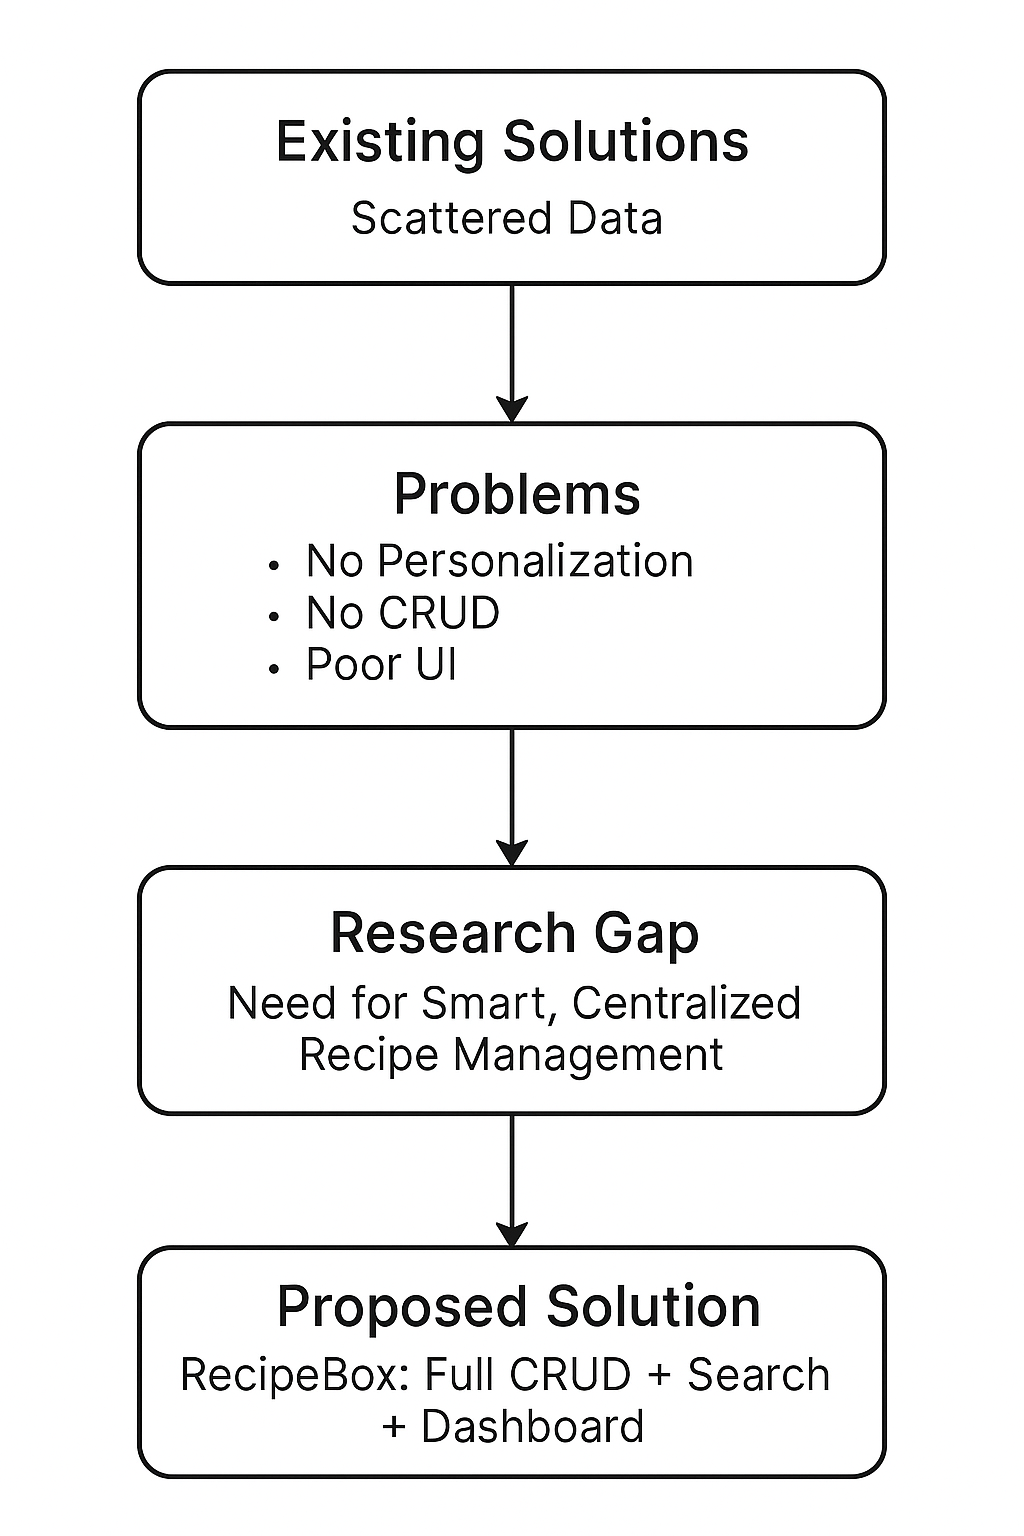 Existing Solutions
Scattered Data
Problems
• No Personalization
• No CRUD
• Poor UI
Research Gap
Need for Smart, Centralized
Recipe Management
Proposed Solution
RecipeBox: Full CRUD + Search
+ Dashboard